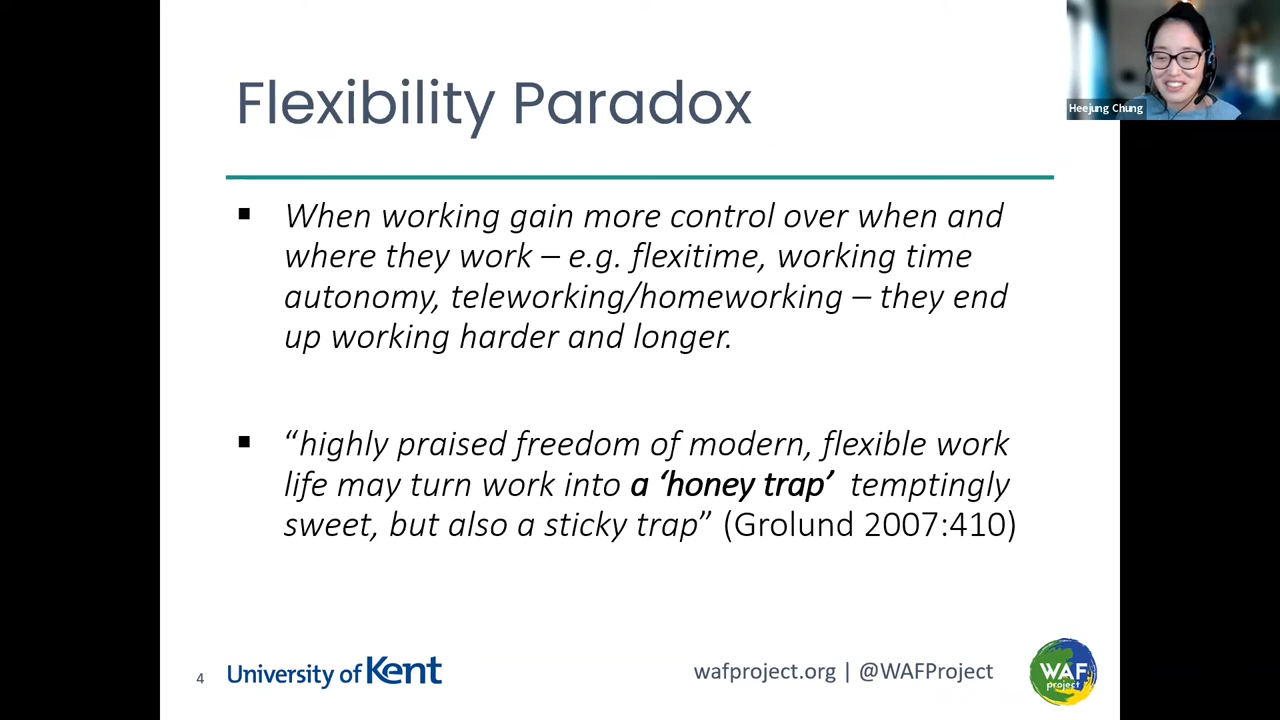 Heejung Chung
Flexibility Paradox
▪ When working gain more control over when and
where they work – e.g. flexitime, working time
autonomy, teleworking/homeworking – they end
up working harder and longer.
▪ “highly praised freedom of modern, flexible work
life may turn work into a ‘honey trap’ temptingly
sweet, but also a sticky trap” (Grolund 2007:410)
4
University of Kent
wafproject.org | @WAFProject
WAF
project